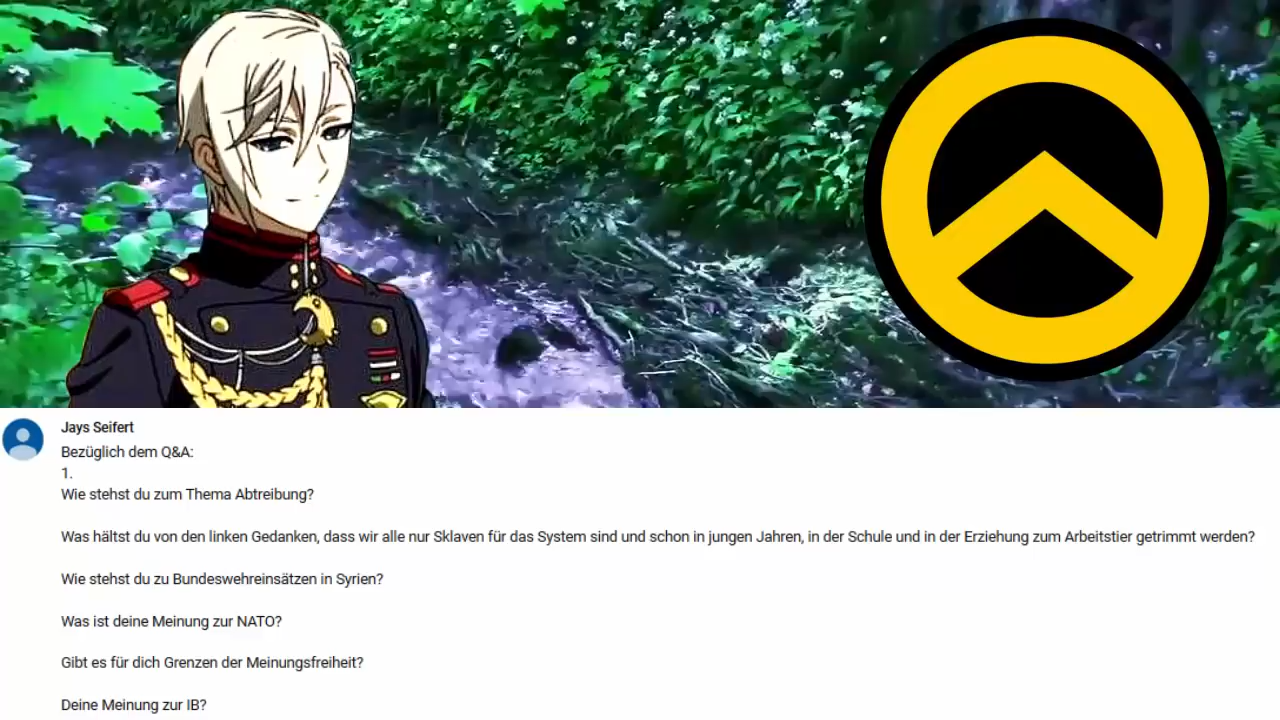 Jays Seifert
Bezüglich dem Q&A:
1.
Wie stehst du zum Thema Abtreibung?
Was hältst du von den linken Gedanken, dass wir alle nur Sklaven für das System sind und schon in jungen Jahren, in der Schule und in der Erziehung zum Arbeitstier getrimmt werden?
Wie stehst du zu Bundeswehreinsätzen in Syrien?
Was ist deine Meinung zur NATO?
Gibt es für dich Grenzen der Meinungsfreiheit?
Deine Meinung zur IB?